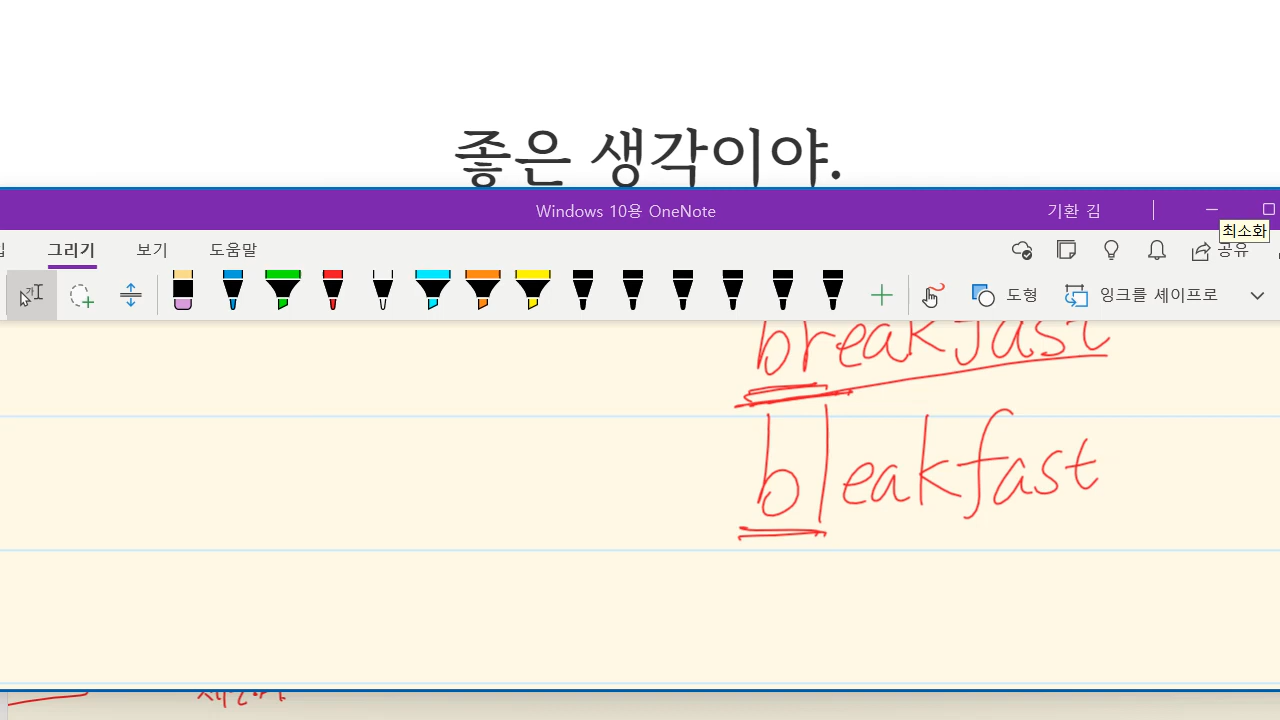 좋은 생각이야.
Windows 10용 OneNote
기환 김
최소화
그리기 보기 도움말 공유
도형 잉크를 셰이프로
breakfast
bleakfast